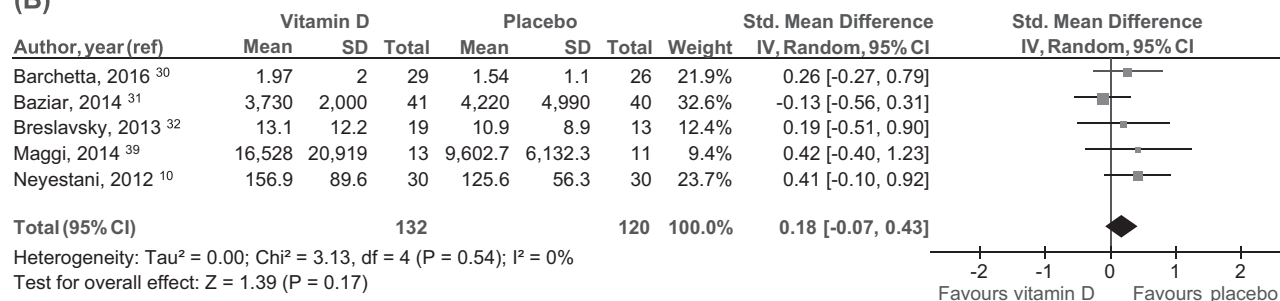 (B)
Vitamin D Placebo Std. Mean Difference Std. Mean Difference
Author, year (ref) Mean SD Total Mean SD Total Weight IV, Random, 95% CI IV, Random, 95% CI
Barchetta, 2016 30 1.97 2 29 1.54 1.1 26 21.9% 0.26 [-0.27, 0.79]
Baziar, 2014 31 3,730 2,000 41 4,220 4,990 40 32.6% -0.13 [-0.56, 0.31]
Breslavsky, 2013 32 13.1 12.2 19 10.9 8.9 13 12.4% 0.19 [-0.51, 0.90]
Maggi, 2014 39 16,528 20,919 13 9,602.7 6,132.3 11 9.4% 0.42 [-0.40, 1.23]
Neyestani, 2012 10 156.9 89.6 30 125.6 56.3 30 23.7% 0.41 [-0.10, 0.92]
Total (95% CI) 132 120 100.0% 0.18 [-0.07, 0.43]
Heterogeneity: Tau² = 0.00; Chi² = 3.13, df = 4 (P = 0.54); I² = 0%
Test for overall effect: Z = 1.39 (P = 0.17)
-2 -1 0 1 2
Favours vitamin D Favours placebo